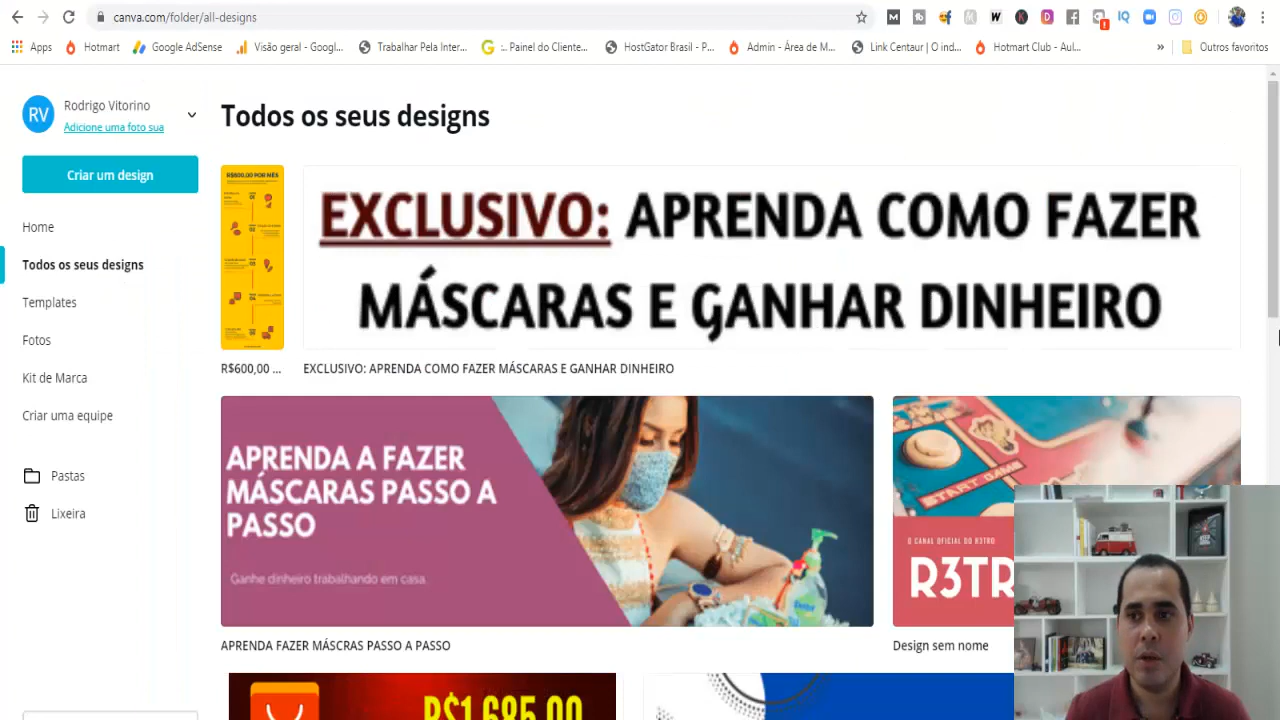 canva.com/folder/all-designs
Apps
Hotmart
Google AdSense
Visão geral - Googl...
Trabalhar Pela Inter...
:.. Painel do Cliente...
HostGator Brasil - P...
Admin - Área de M...
Link Centaur | O ind...
Hotmart Club - Aul...
»
Outros favoritos
RV
Rodrigo Vitorino
Adicione uma foto sua
Criar um design
Home
Todos os seus designs
Templates
Fotos
Kit de Marca
Criar uma equipe
Pastas
Lixeira
Todos os seus designs
R$600,00 POR MÊS
EXCLUSIVO: APRENDA COMO FAZER
MÁSCARAS E GANHAR DINHEIRO
R$600,00 ...
EXCLUSIVO: APRENDA COMO FAZER MÁSCARAS E GANHAR DINHEIRO
APRENDA A FAZER
MÁSCARAS PASSO A
PASSO
Ganhe dinheiro trabalhando em casa.
APRENDA FAZER MÁSCRAS PASSO A PASSO
START GAME
O CANAL OFICIAL DO R3TRO
R3TR
Design sem nome
R$1.685,00